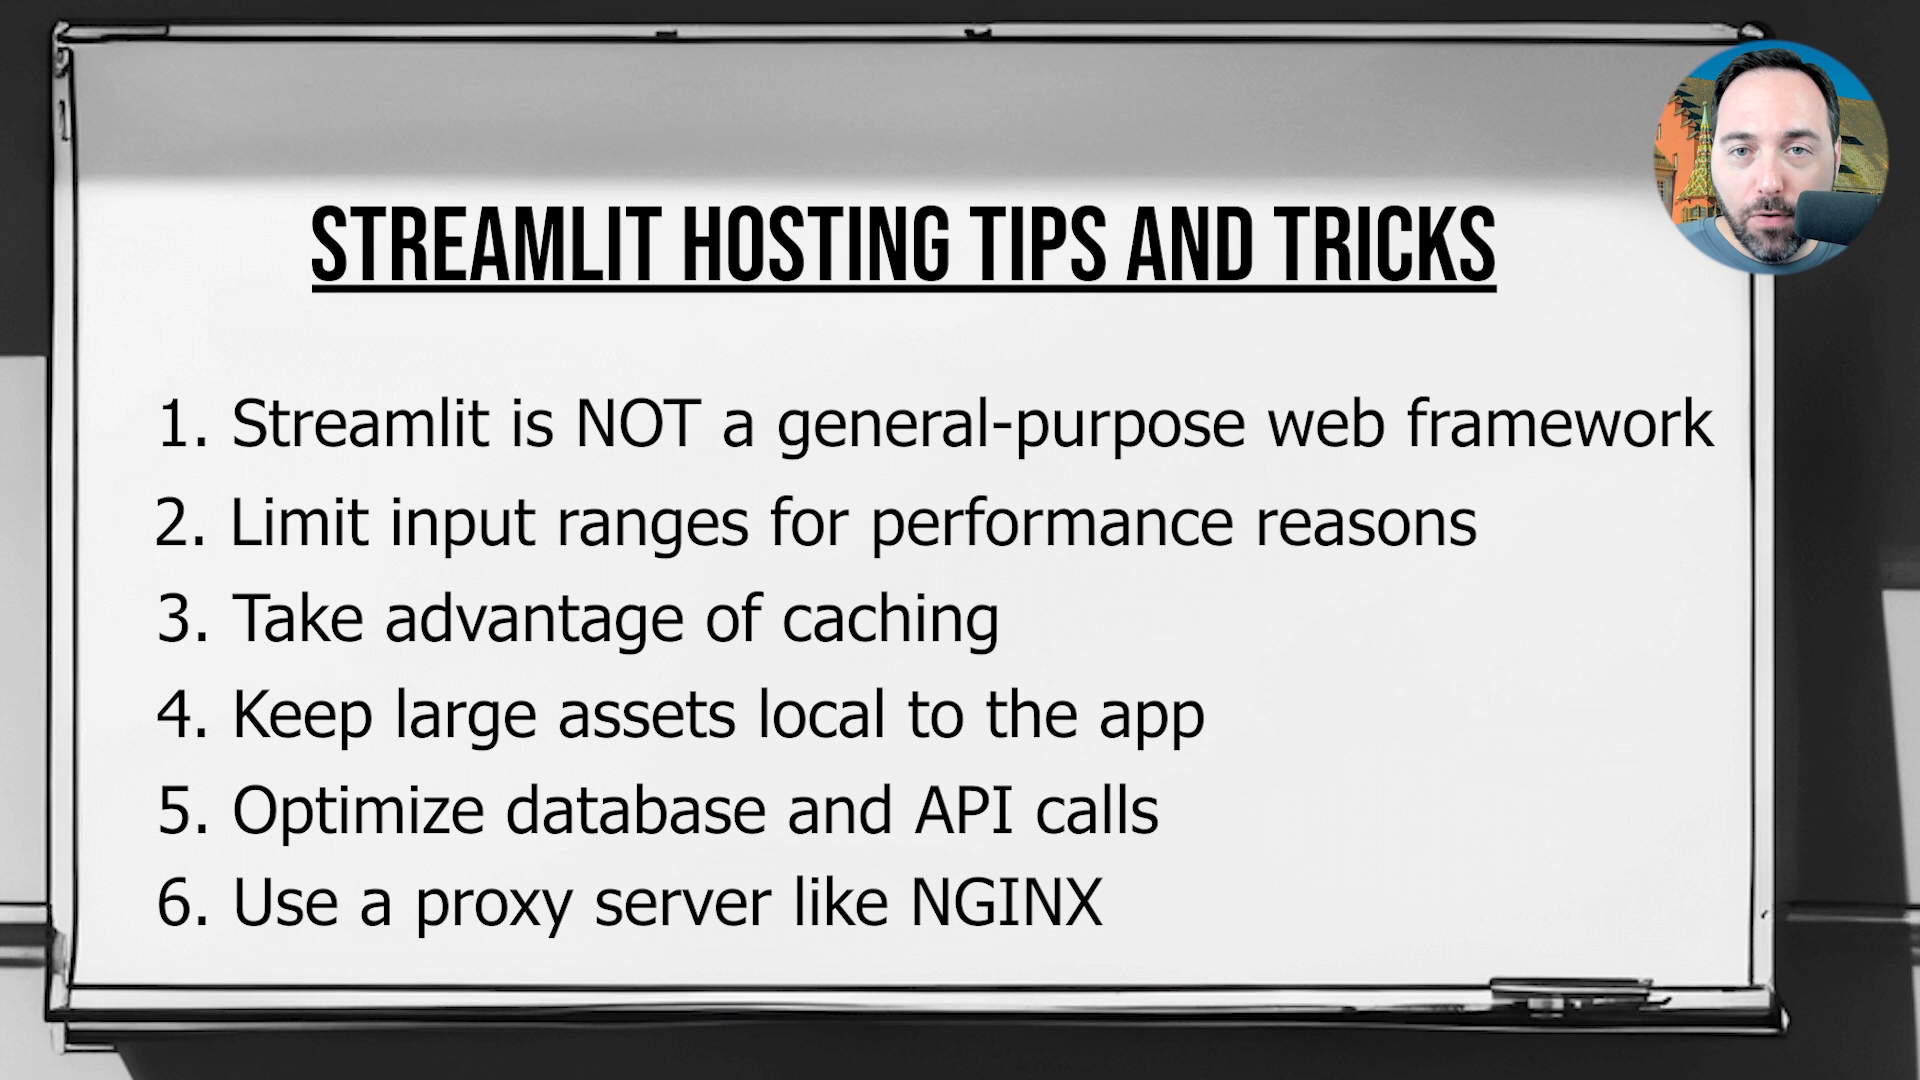 STREAMLIT HOSTING TIPS AND TRICKS
1. Streamlit is NOT a general-purpose web framework
2. Limit input ranges for performance reasons
3. Take advantage of caching
4. Keep large assets local to the app
5. Optimize database and API calls
6. Use a proxy server like NGINX